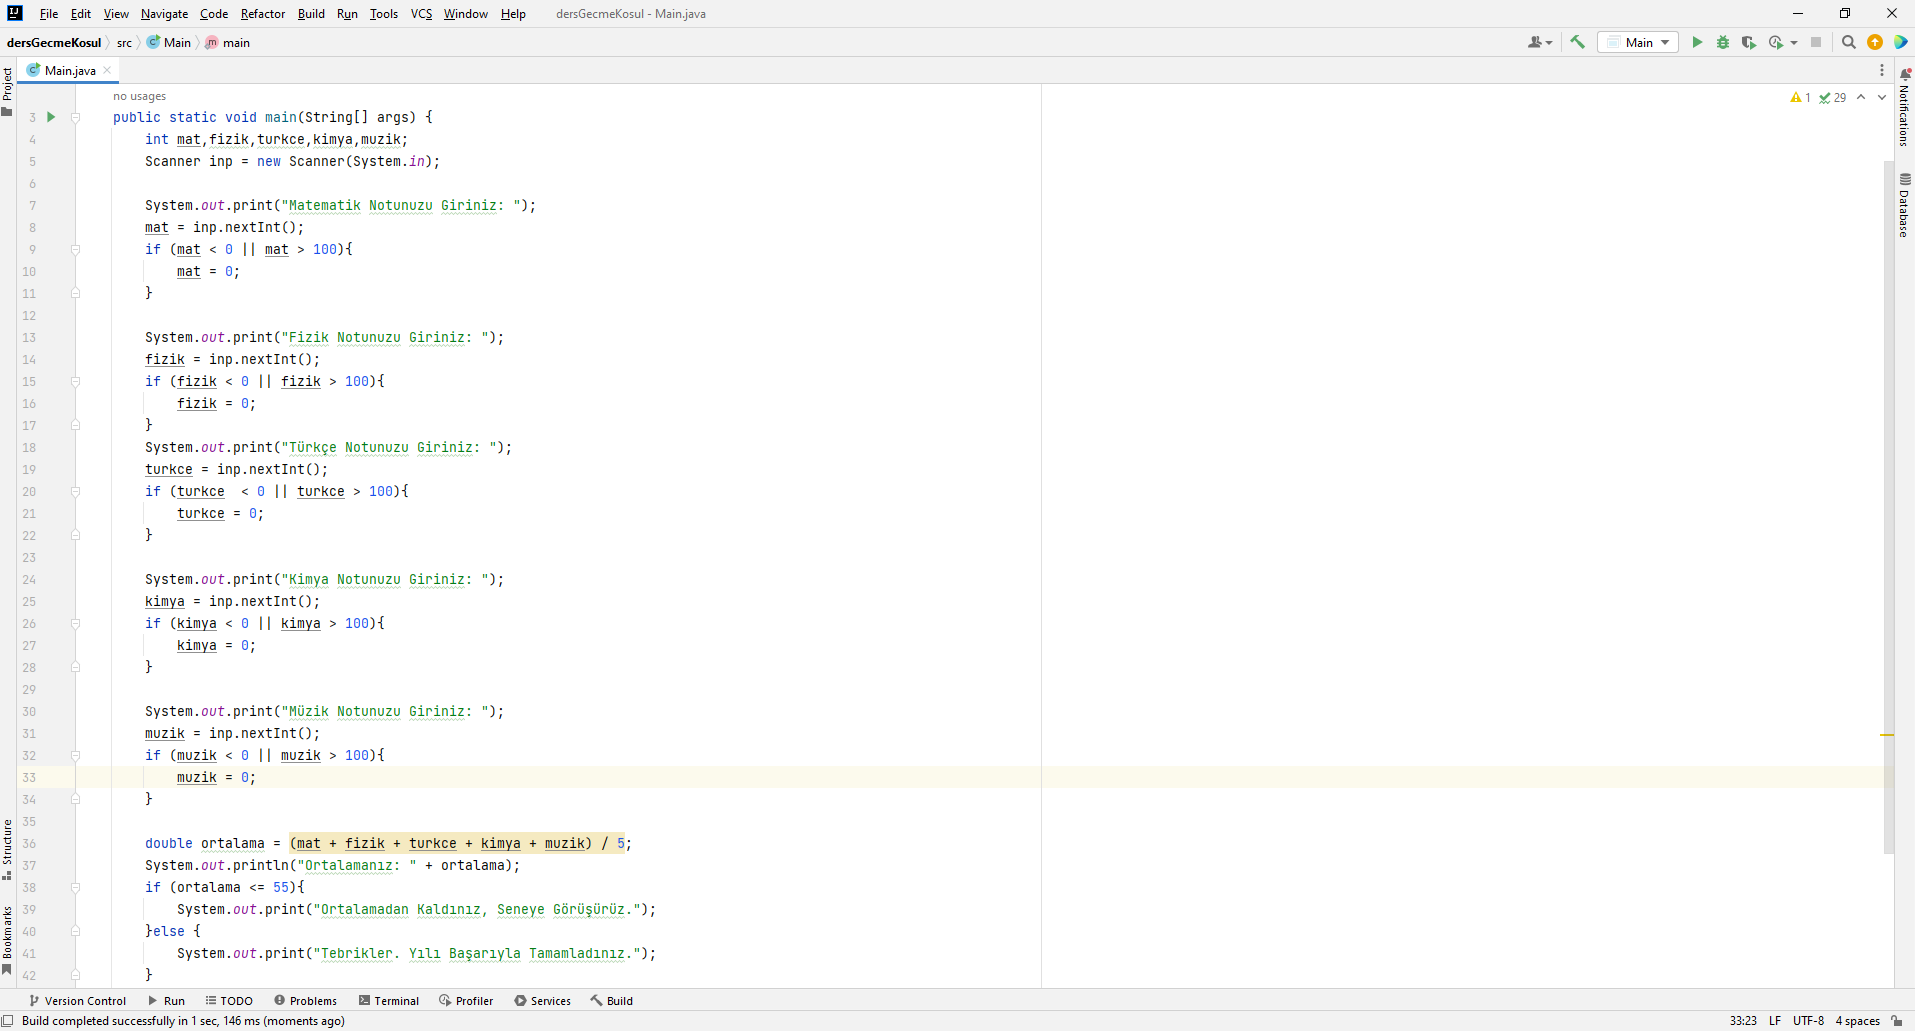 File Edit View Navigate Code Refactor Build Run Tools VCS Window Help dersGecmeKosul - Main.java
dersGecmeKosul src Main main Main
Project
Main.java
Notifications
Database
Structure
Bookmarks
no usages 1 29
3 public static void main(String[] args) {
4 int mat,fizik,turkce,kimya,muzik;
5 Scanner inp = new Scanner(System.in);
6
7 System.out.print("Matematik Notunuzu Giriniz: ");
8 mat = inp.nextInt();
9 if (mat < 0 || mat > 100){
10 mat = 0;
11 }
12
13 System.out.print("Fizik Notunuzu Giriniz: ");
14 fizik = inp.nextInt();
15 if (fizik < 0 || fizik > 100){
16 fizik = 0;
17 }
18 System.out.print("Türkçe Notunuzu Giriniz: ");
19 turkce = inp.nextInt();
20 if (turkce  < 0 || turkce > 100){
21 turkce = 0;
22 }
23
24 System.out.print("Kimya Notunuzu Giriniz: ");
25 kimya = inp.nextInt();
26 if (kimya < 0 || kimya > 100){
27 kimya = 0;
28 }
29
30 System.out.print("Müzik Notunuzu Giriniz: ");
31 muzik = inp.nextInt();
32 if (muzik < 0 || muzik > 100){
33 muzik = 0;
34 }
35
36 double ortalama = (mat + fizik + turkce + kimya + muzik) / 5;
37 System.out.println("Ortalamanız: " + ortalama);
38 if (ortalama <= 55){
39 System.out.print("Ortalamadan Kaldınız, Seneye Görüşürüz.");
40 }else {
41 System.out.print("Tebrikler. Yılı Başarıyla Tamamladınız.");
42 }
Version Control Run TODO Problems Terminal Profiler Services Build
Build completed successfully in 1 sec, 146 ms (moments ago) 33:23 LF UTF-8 4 spaces